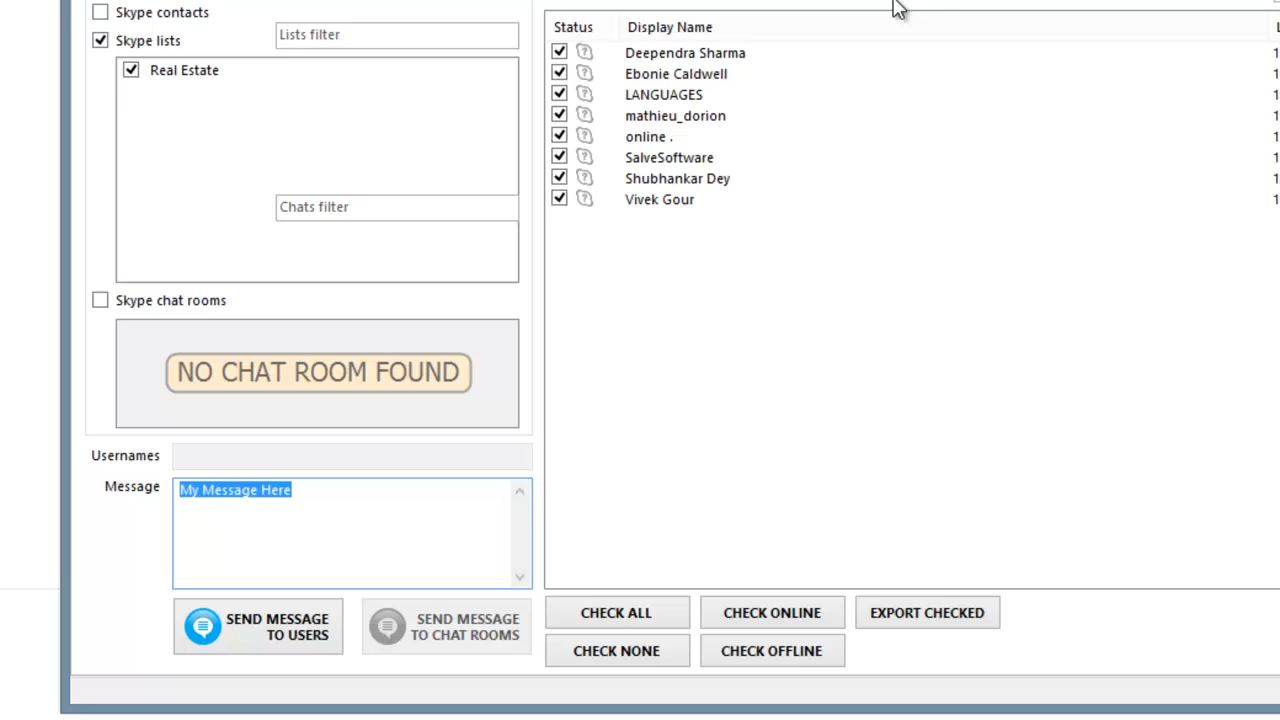 Skype contacts
Skype lists
Lists filter
Real Estate
Chats filter
Skype chat rooms
NO CHAT ROOM FOUND
Usernames
Message
My Message Here
SEND MESSAGE
TO USERS
SEND MESSAGE
TO CHAT ROOMS
Status Display Name
Deependra Sharma
Ebonie Caldwell
LANGUAGES
mathieu_dorion
online .
SalveSoftware
Shubhankar Dey
Vivek Gour
CHECK ALL CHECK ONLINE EXPORT CHECKED
CHECK NONE CHECK OFFLINE